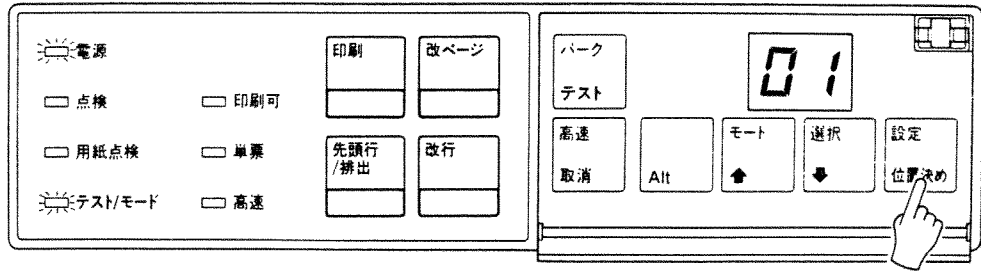 電源
点検
用紙点検
テスト/モード
印刷可
単票
高速
印刷
改ページ
先頭行
/排出
改行
パーク
テスト
01
高速
取消
Alt
モート
選択
設定
位置決め